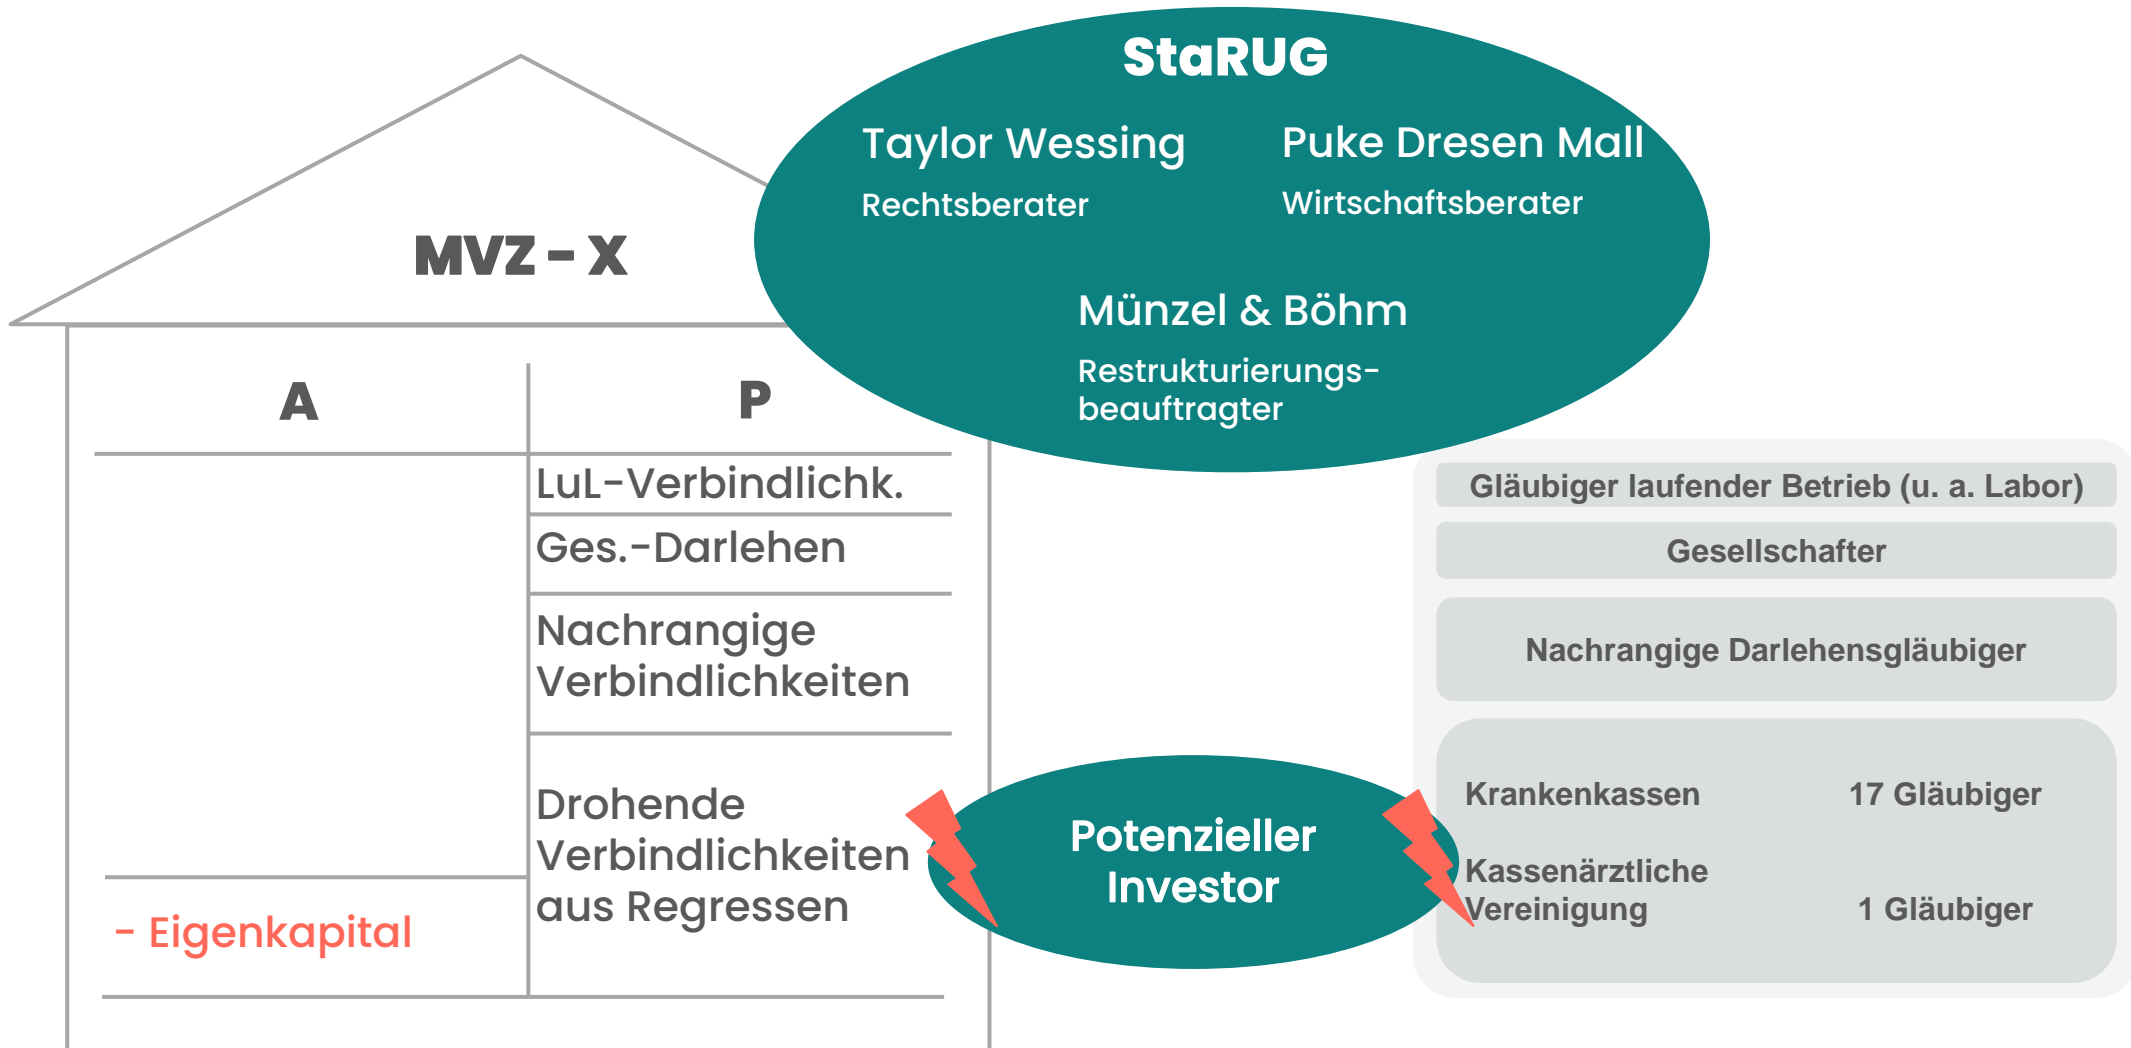 StaRUG
Taylor Wessing
Rechtsberater
Puke Dresen Mall
Wirtschaftsberater
Münzel & Böhm
Restrukturierungs-
beauftragter
MVZ - X
A
P
LuL-Verbindlichk.
Ges.-Darlehen
Nachrangige
Verbindlichkeiten
Drohende
Verbindlichkeiten
aus Regressen
- Eigenkapital
Potenzieller
Investor
Gläubiger laufender Betrieb (u. a. Labor)
Gesellschafter
Nachrangige Darlehensgläubiger
Krankenkassen 17 Gläubiger
Kassenärztliche
Vereinigung 1 Gläubiger